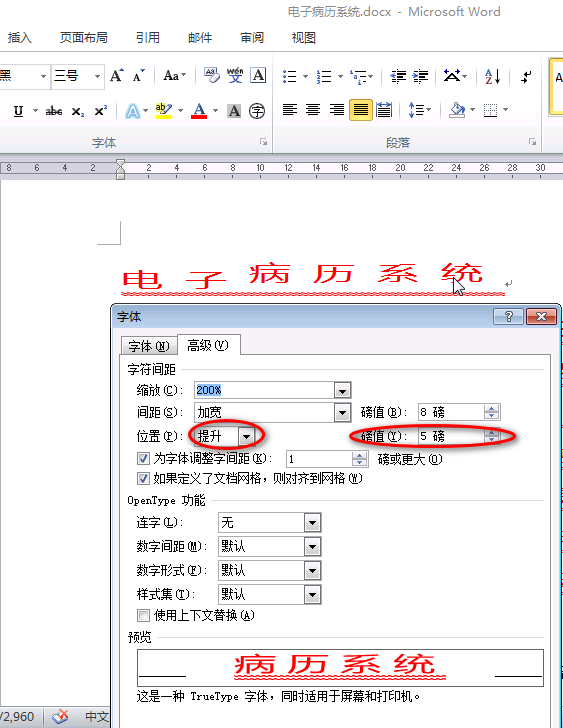 电子病历系统.docx - Microsoft Word
插入 页面布局 引用 邮件 审阅 视图
黑 三号 A A Aa 变 wén 文 A
U abc x₂ x² A ab A A 字
字体 段落
8 6 4 2 2 4 6 8 10 12 14 16 18 20 22 24 26 28 30
电子病历系统
字体
字体(N) 高级(V)
字符间距
缩放(C): 200%
间距(S): 加宽 磅值(B): 8 磅
位置(P): 提升 磅值(Y): 5 磅
为字体调整字间距(K): 1 磅或更大(O)
如果定义了文档网格，则对齐到网格(W)
OpenType 功能
连字(L): 无
数字间距(M): 默认
数字形式(F): 默认
样式集(T): 默认
使用上下文替换(A)
预览
病历系统
这是一种 TrueType 字体，同时适用于屏幕和打印机。
/2,960 中文